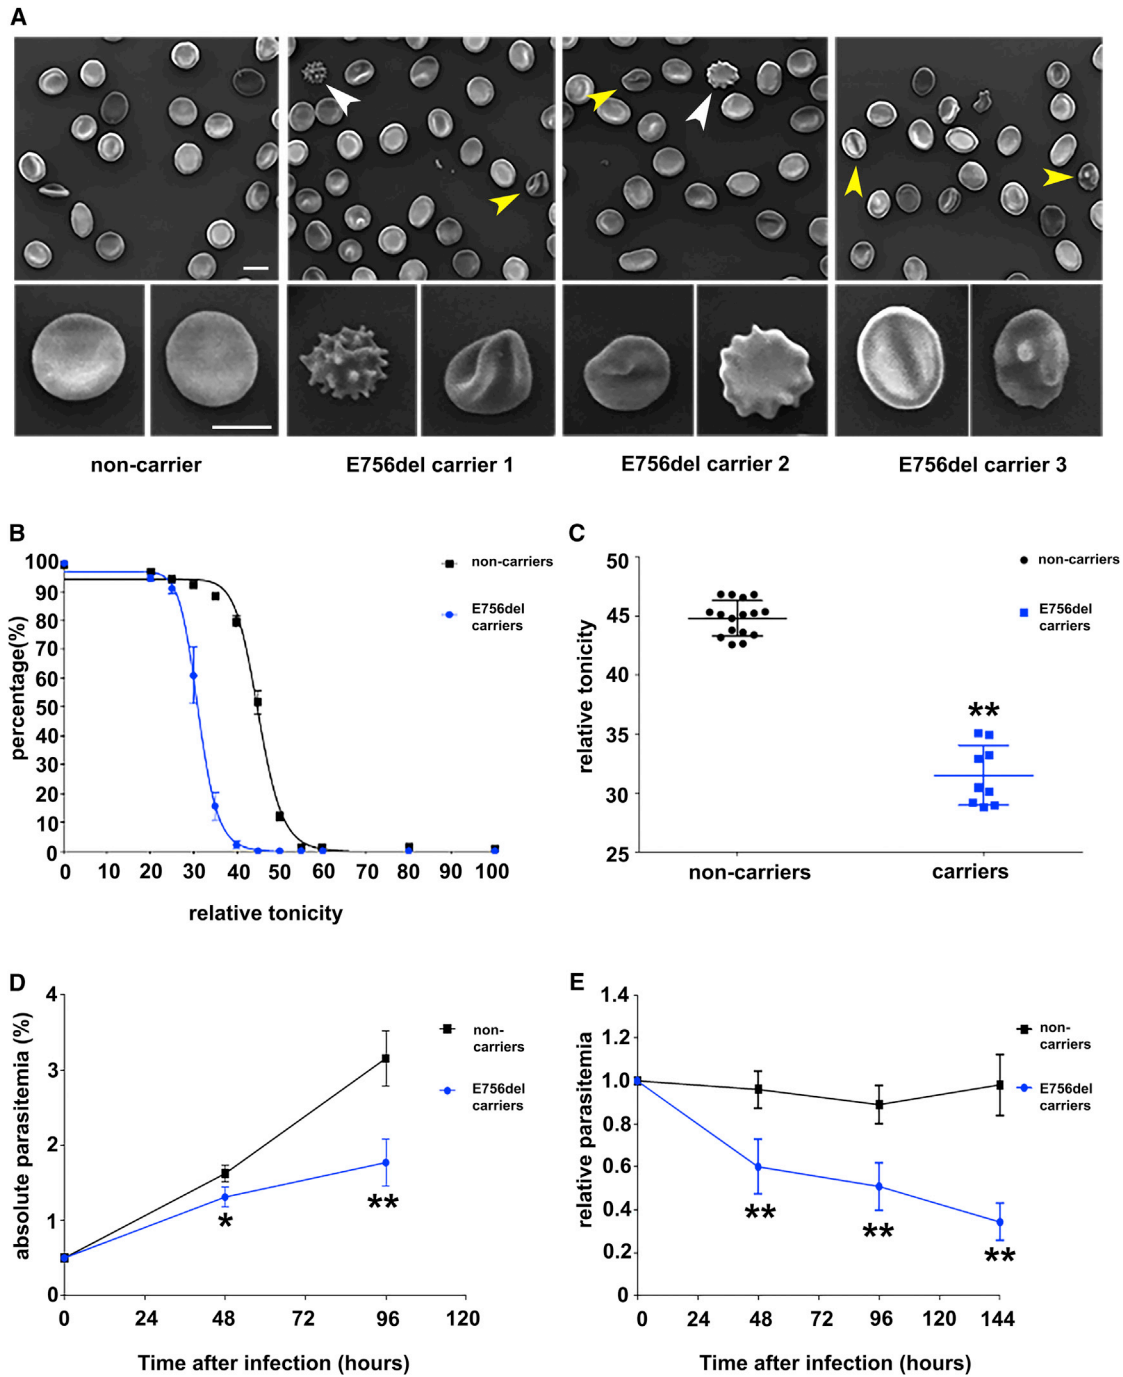 A
non-carrier
E756del carrier 1
E756del carrier 2
E756del carrier 3
B
100
90
80
70
60
50
40
30
20
10
0
percentage(%)
0 10 20 30 40 50 60 70 80 90 100
relative tonicity
non-carriers
E756del
carriers
C
50
45
40
35
30
25
relative tonicity
**
non-carriers
carriers
non-carriers
E756del
carriers
D
4
3
2
1
0
absolute parasitemia (%)
*
**
0 24 48 72 96 120
Time after infection (hours)
non-
carriers
E756del
carriers
E
1.4
1.2
1.0
0.8
0.6
0.4
0.2
0
relative parasitemia
**
**
**
0 24 48 72 96 120 144
Time after infection (hours)
non-
carriers
E756del
carriers